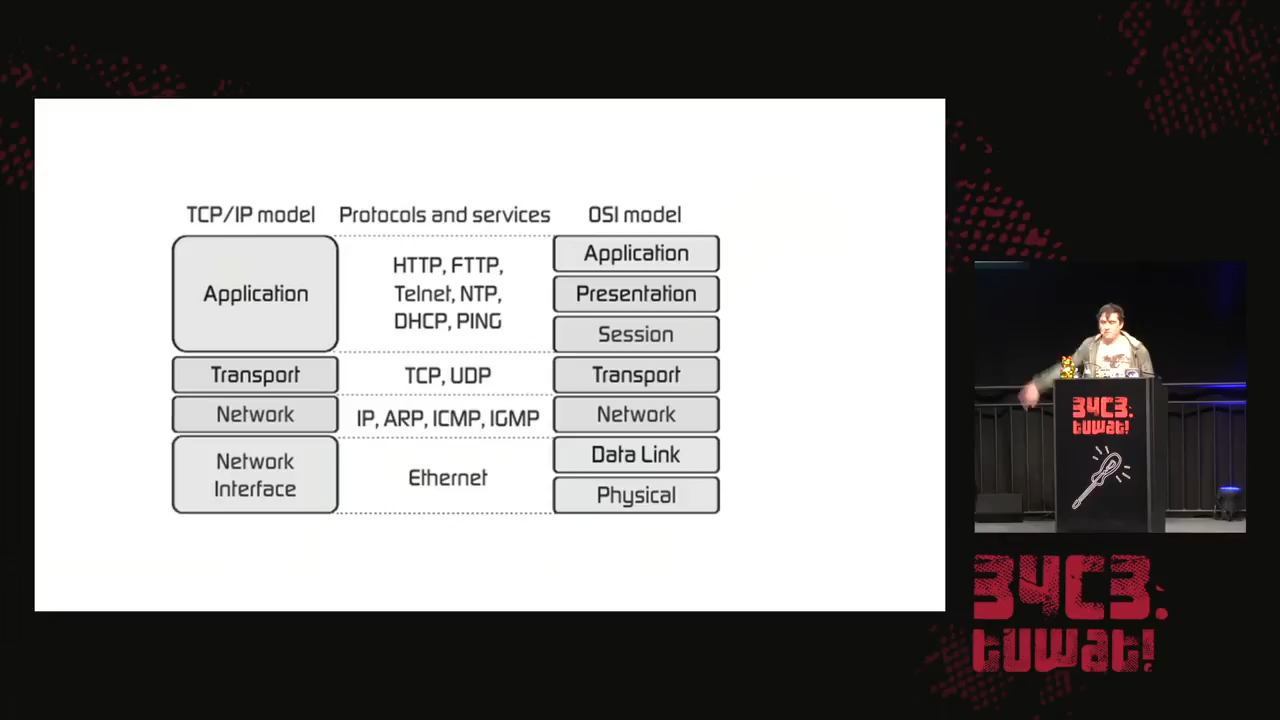 TCP/IP model
Protocols and services
OSI model
Application
HTTP, FTTP,
Telnet, NTP,
DHCP, PING
Application
Presentation
Session
Transport
TCP, UDP
Transport
Network
IP, ARP, ICMP, IGMP
Network
Network
Interface
Ethernet
Data Link
Physical
34C3.
tuwat!
34C3.
tuwat!